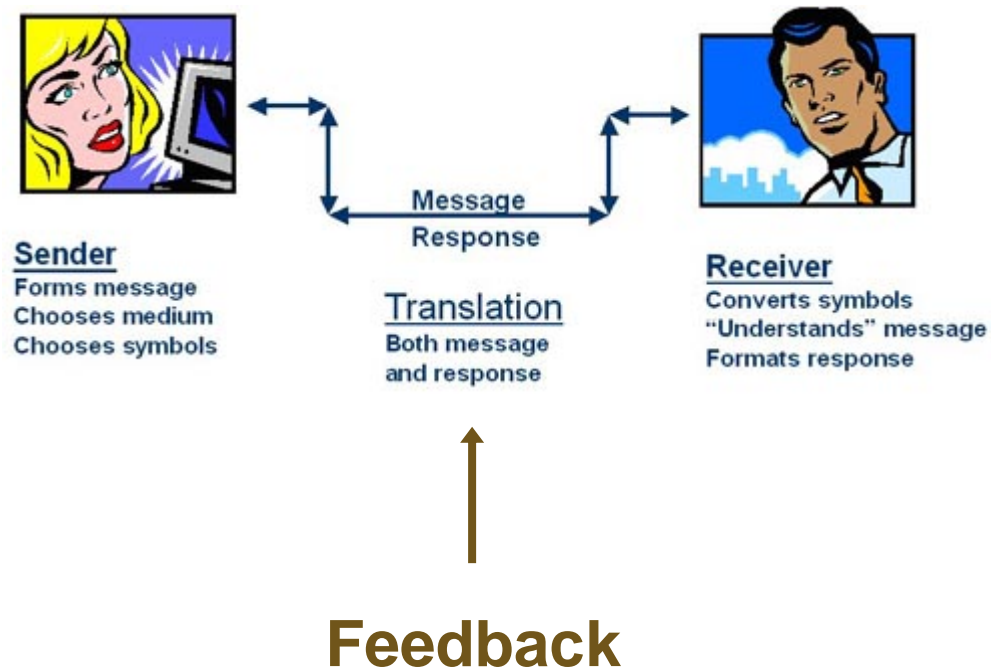 Message
Response
Sender
Forms message
Chooses medium
Chooses symbols
Translation
Both message
and response
Receiver
Converts symbols
“Understands” message
Formats response
Feedback